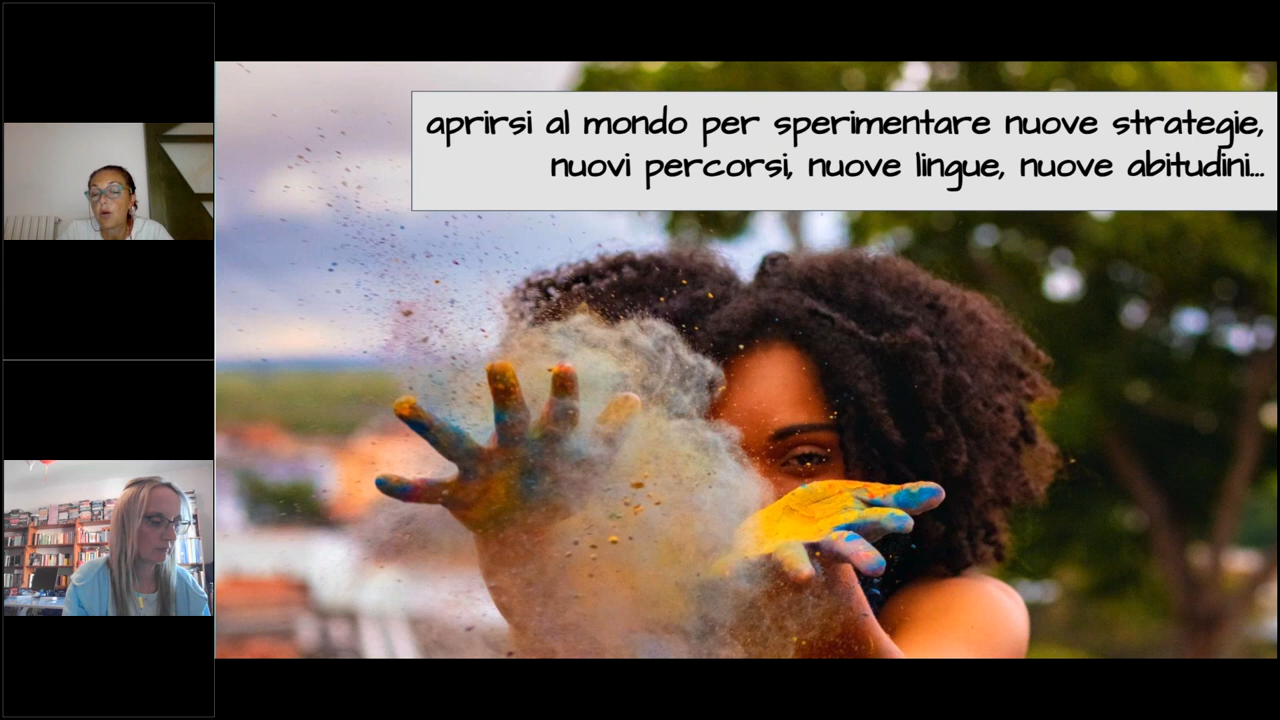 aprirsi al mondo per sperimentare nuove strategie,
nuovi percorsi, nuove lingue, nuove abitudini...